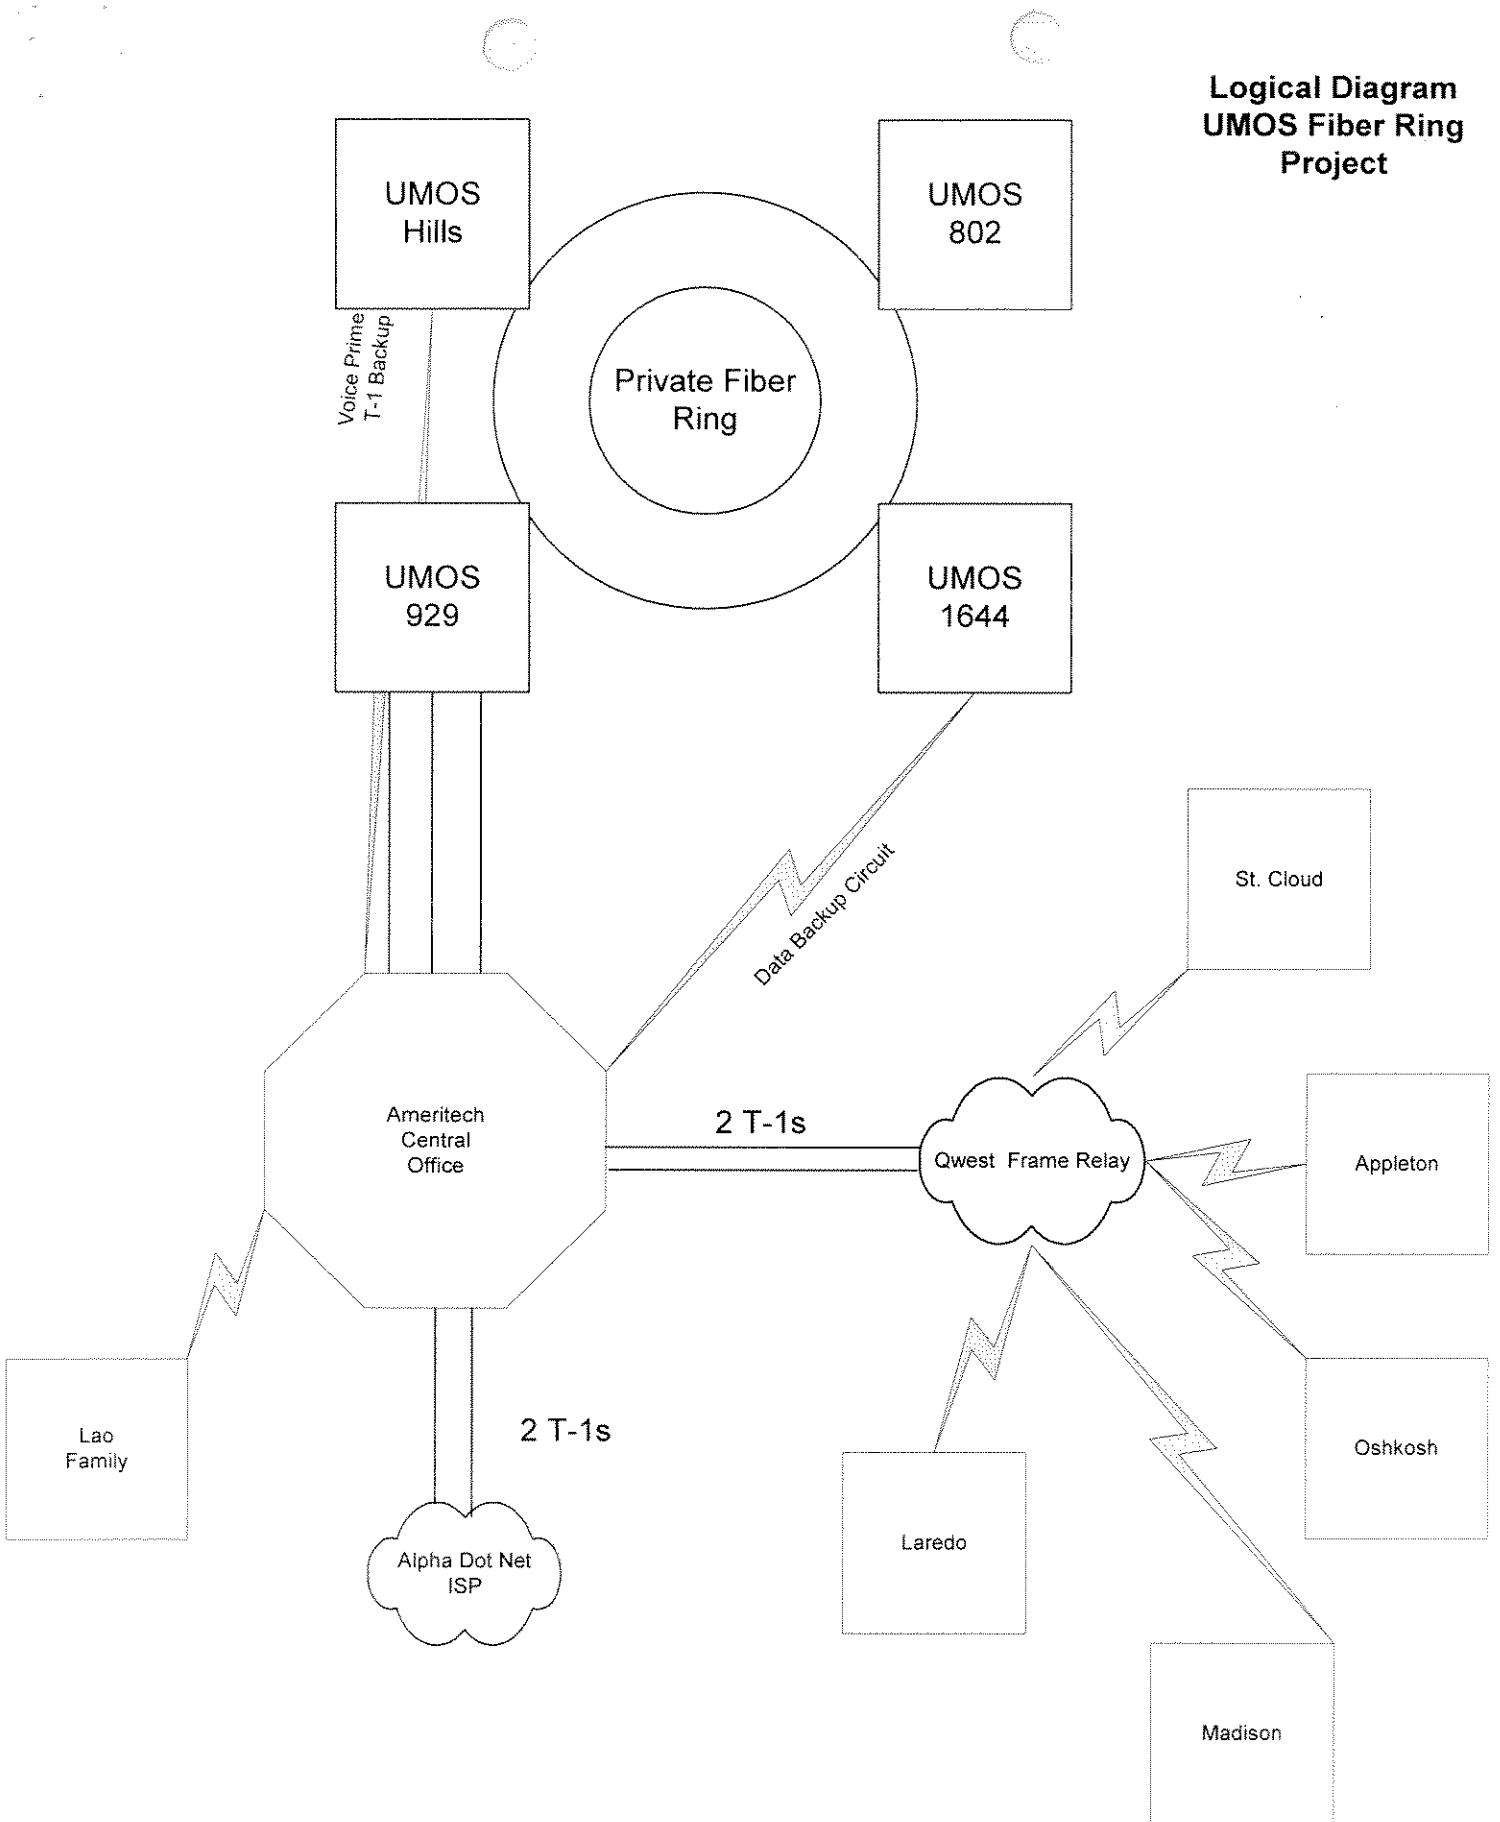 Logical Diagram
UMOS Fiber Ring
Project
UMOS
Hills
UMOS
802
Voice Prime
T-1 Backup
Private Fiber
Ring
UMOS
929
UMOS
1644
Data Backup Circuit
St. Cloud
Ameritech
Central
Office
2 T-1s
Qwest Frame Relay
Appleton
Lao
Family
2 T-1s
Oshkosh
Laredo
Alpha Dot Net
ISP
Madison